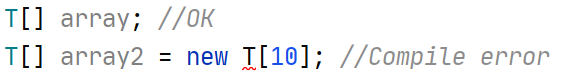 T[] array; //OK
T[] array2 = new T[10]; //Compile error